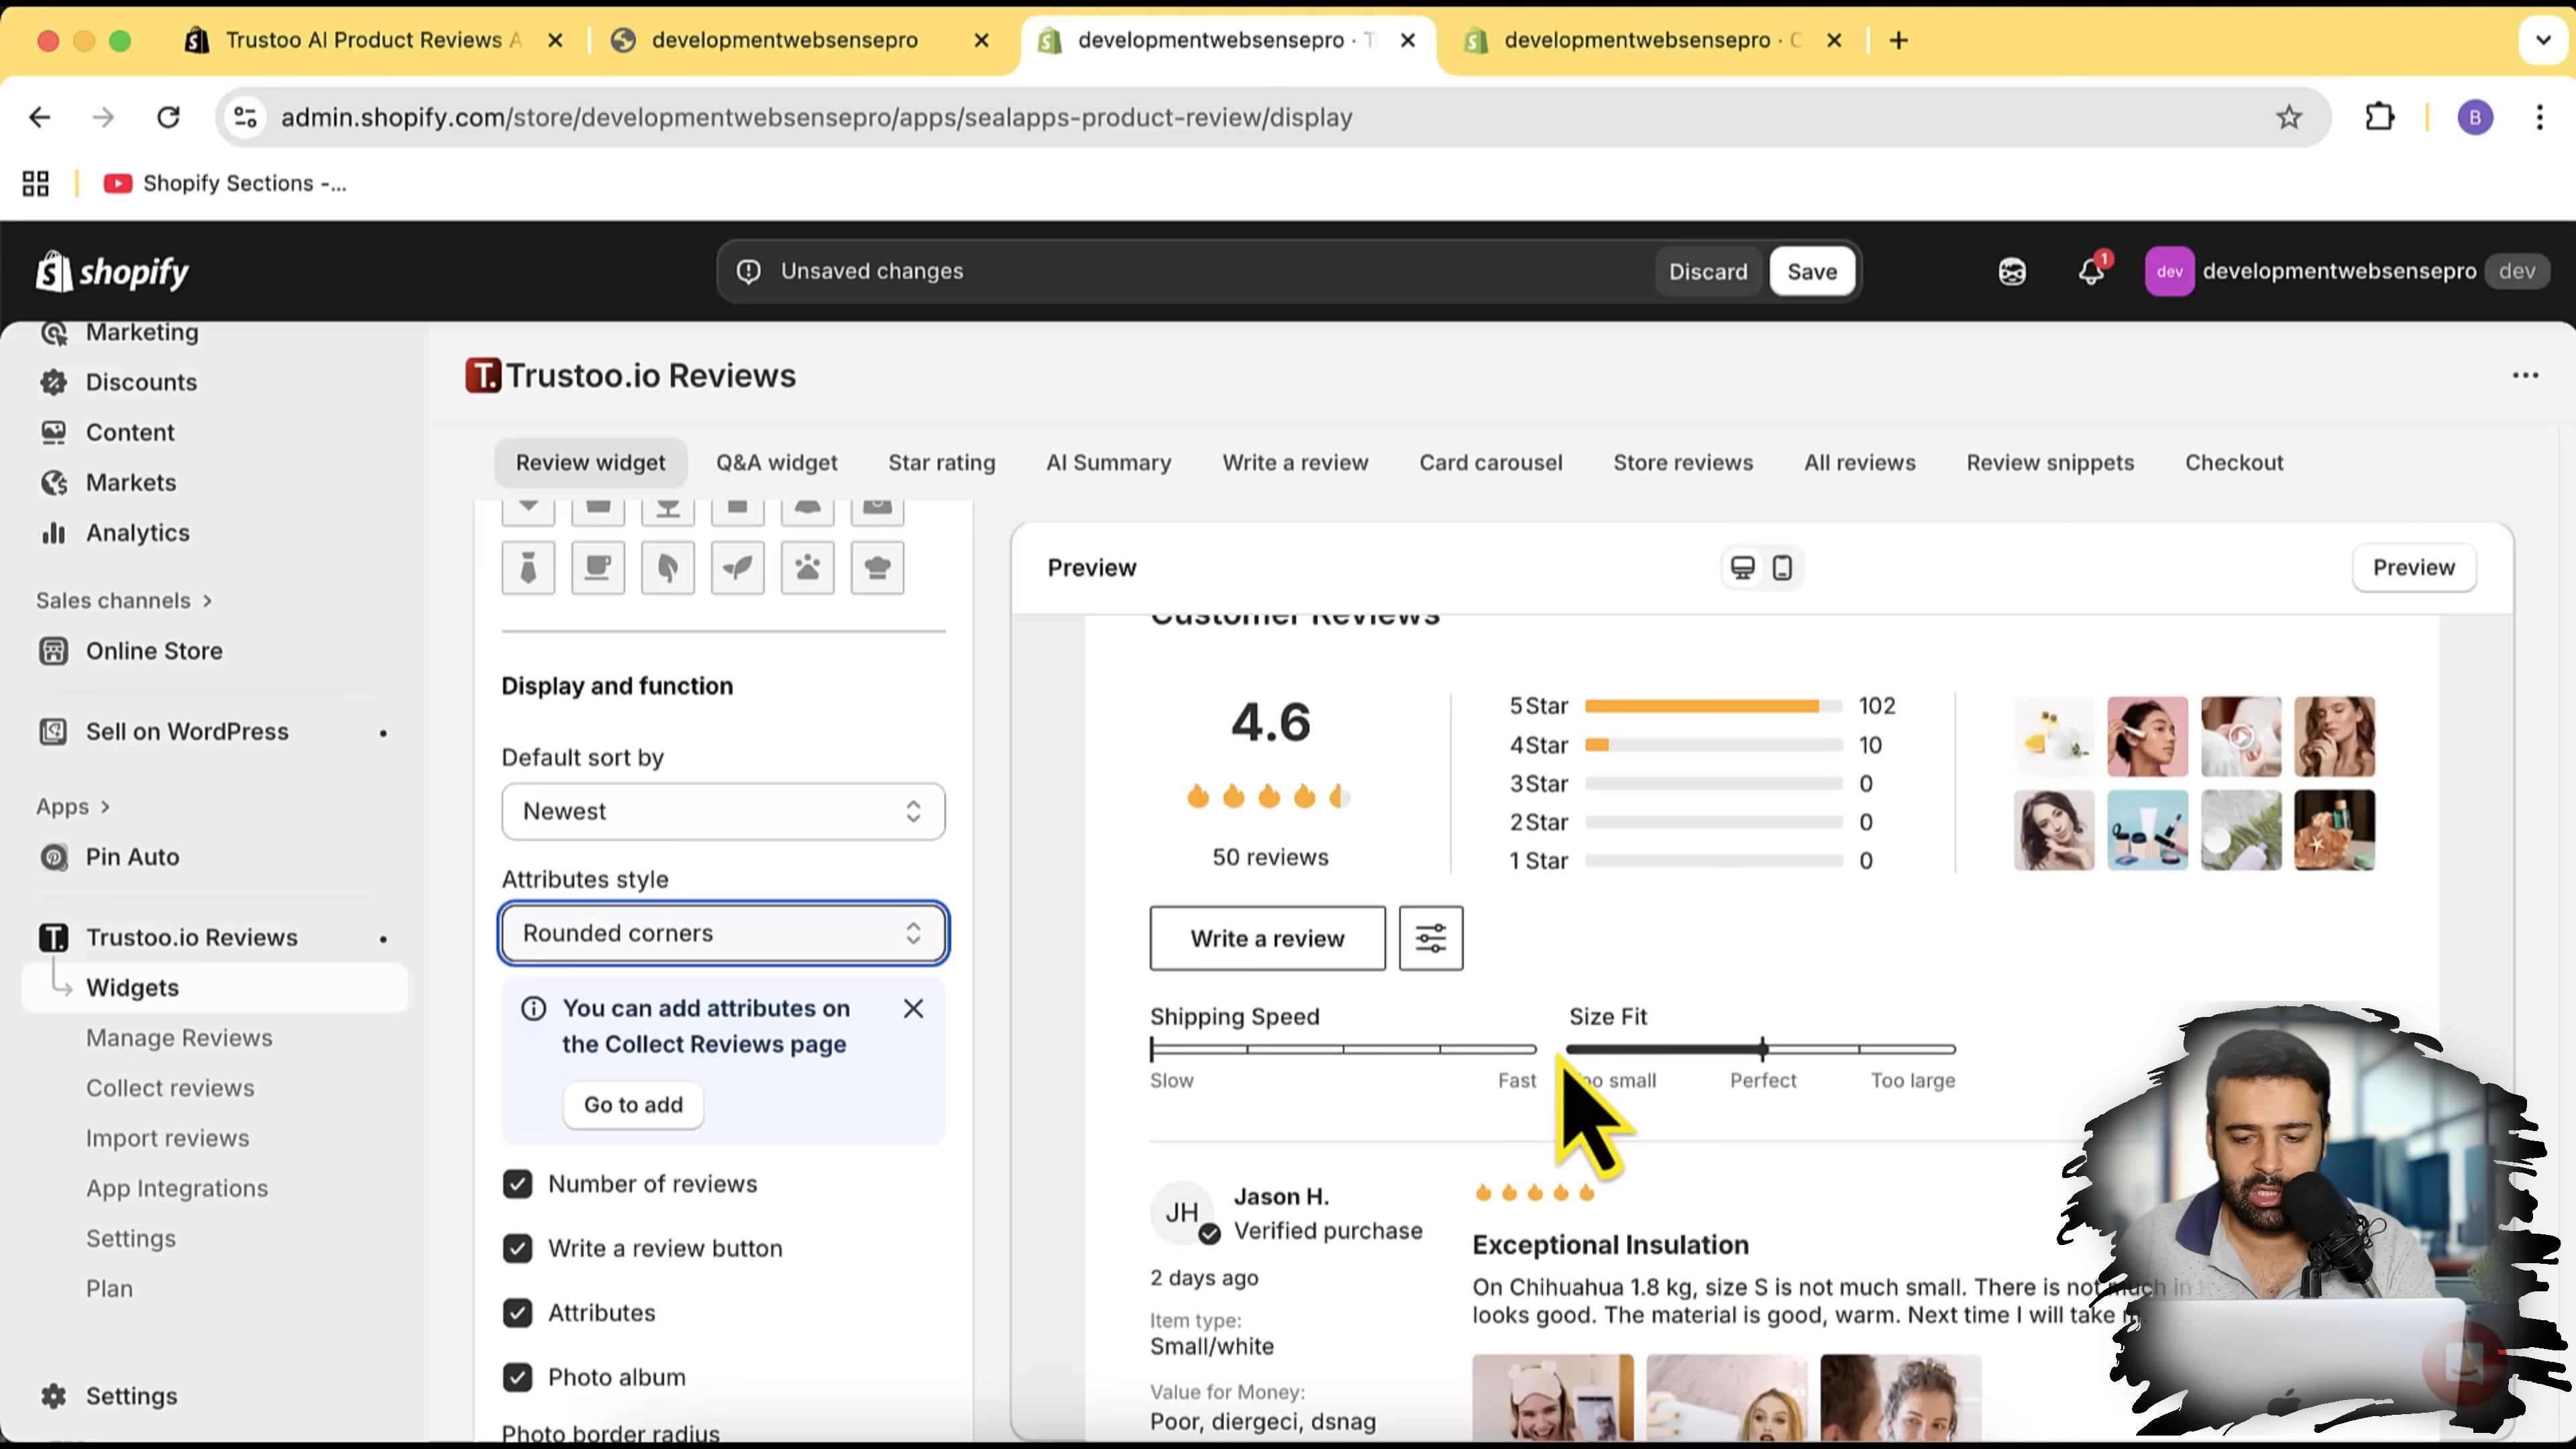 Trustoo AI Product Reviews A
developmentwebsensepro
developmentwebsensepro · T
developmentwebsensepro · C
admin.shopify.com/store/developmentwebsensepro/apps/sealapps-product-review/display
B
Shopify Sections -...
shopify
Unsaved changes
Discard
Save
1
dev
developmentwebsensepro
dev
Marketing
Discounts
Content
Markets
Analytics
Sales channels
Online Store
Sell on WordPress
Apps
Pin Auto
Trustoo.io Reviews
Widgets
Manage Reviews
Collect reviews
Import reviews
App Integrations
Settings
Plan
Settings
T. Trustoo.io Reviews
Review widget
Q&A widget
Star rating
AI Summary
Write a review
Card carousel
Store reviews
All reviews
Review snippets
Checkout
Display and function
Default sort by
Newest
Attributes style
Rounded corners
You can add attributes on
the Collect Reviews page
Go to add
Number of reviews
Write a review button
Attributes
Photo album
Photo border radius
Preview
Preview
Customer Reviews
4.6
50 reviews
5 Star 102
4 Star 10
3 Star 0
2 Star 0
1 Star 0
Write a review
Shipping Speed
Slow
Fast
Size Fit
small
Perfect
Too large
JH
Jason H.
Verified purchase
2 days ago
Item type:
Small/white
Value for Money:
Poor, diergeci, dsnag
Exceptional Insulation
On Chihuahua 1.8 kg, size S is not much small. There is not much in
looks good. The material is good, warm. Next time I will take